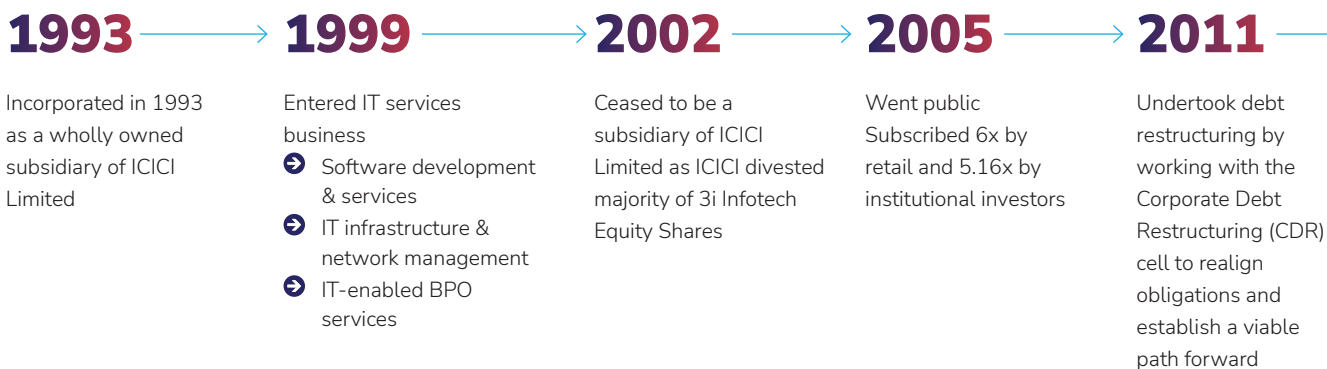 1993
Incorporated in 1993
as a wholly owned
subsidiary of ICICI
Limited
1999
Entered IT services
business
Software development
& services
IT infrastructure &
network management
IT-enabled BPO
services
2002
Ceased to be a
subsidiary of ICICI
Limited as ICICI divested
majority of 3i Infotech
Equity Shares
2005
Went public
Subscribed 6x by
retail and 5.16x by
institutional investors
2011
Undertook debt
restructuring by
working with the
Corporate Debt
Restructuring (CDR)
cell to realign
obligations and
establish a viable
path forward